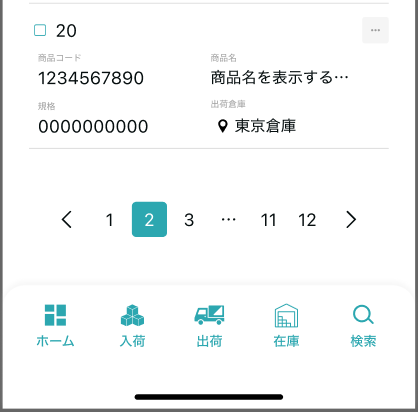 20
商品コード
商品名
1234567890
商品名を表示する…
規格
出荷倉庫
0000000000
東京倉庫
1 2 3 … 11 12
ホーム 入荷 出荷 在庫 検索